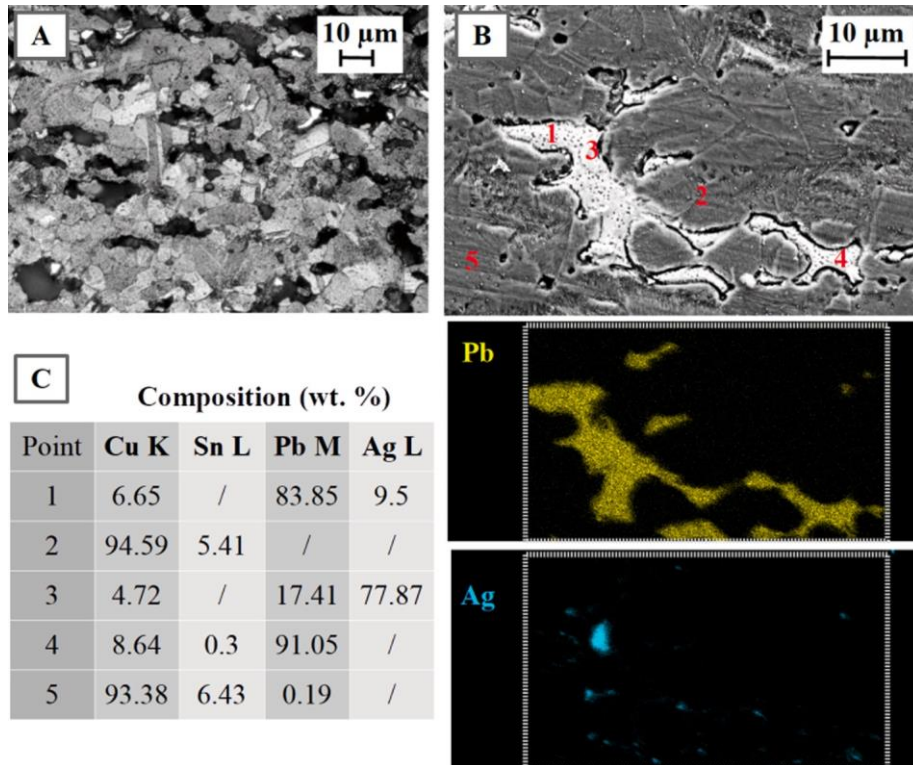 A
10 µm
B
10 µm
1
3
2
5
4
C
Composition (wt. %)
Point Cu K Sn L Pb M Ag L
1 6.65 / 83.85 9.5
2 94.59 5.41 / /
3 4.72 / 17.41 77.87
4 8.64 0.3 91.05 /
5 93.38 6.43 0.19 /
Pb
Ag